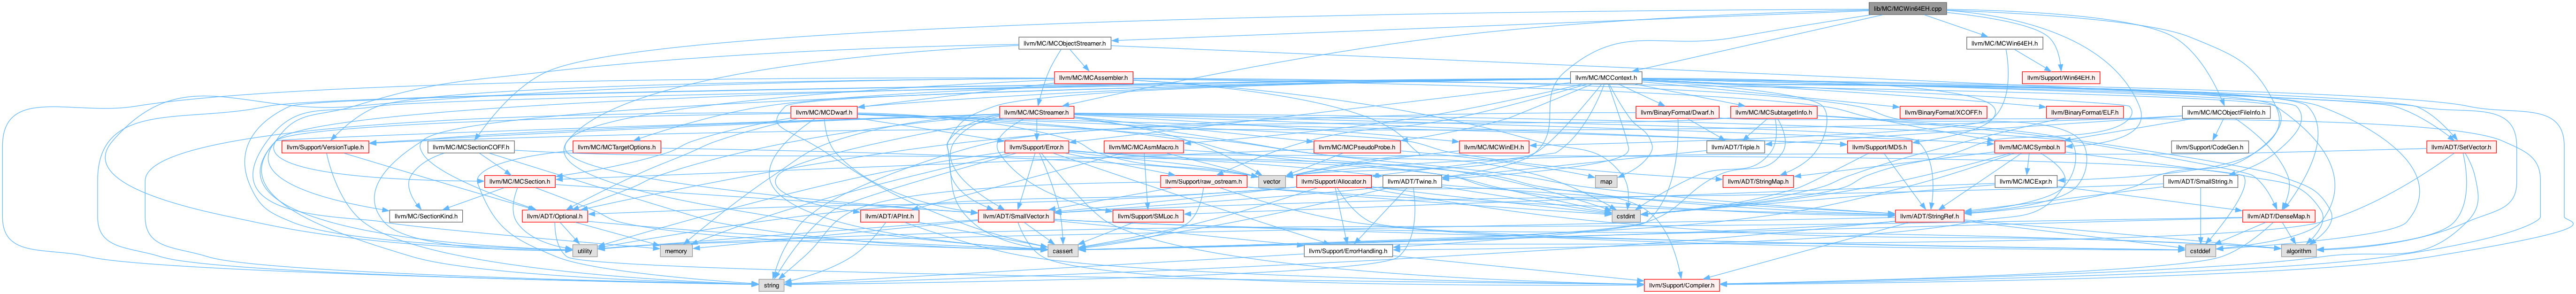 lib/MC/MCWin64EH.cpp
llvm/MC/MCObjectStreamer.h
llvm/MC/MCWin64EH.h
llvm/MC/MCAssembler.h
llvm/MC/MCContext.h
llvm/Support/Win64EH.h
llvm/MC/MCDwarf.h
llvm/MC/MCStreamer.h
llvm/BinaryFormat/Dwarf.h
llvm/MC/MCSubtargetInfo.h
llvm/BinaryFormat/XCOFF.h
llvm/BinaryFormat/ELF.h
llvm/MC/MCObjectFileInfo.h
llvm/Support/VersionTuple.h
llvm/MC/MCSectionCOFF.h
llvm/MC/MCTargetOptions.h
llvm/Support/Error.h
llvm/MC/MCAsmMacro.h
llvm/MC/MCPseudoProbe.h
llvm/MC/MCWinEH.h
llvm/ADT/Triple.h
llvm/Support/MD5.h
llvm/MC/MCSymbol.h
llvm/Support/CodeGen.h
llvm/ADT/SetVector.h
llvm/MC/MCSection.h
vector
llvm/Support/raw_ostream.h
llvm/Support/Allocator.h
llvm/ADT/Twine.h
map
llvm/ADT/StringMap.h
llvm/MC/MCExpr.h
llvm/ADT/SmallString.h
llvm/MC/SectionKind.h
llvm/ADT/Optional.h
llvm/ADT/APInt.h
llvm/ADT/SmallVector.h
llvm/Support/SMLoc.h
cstdint
llvm/ADT/StringRef.h
llvm/ADT/DenseMap.h
utility
memory
cassert
llvm/Support/ErrorHandling.h
cstddef
algorithm
string
llvm/Support/Compiler.h